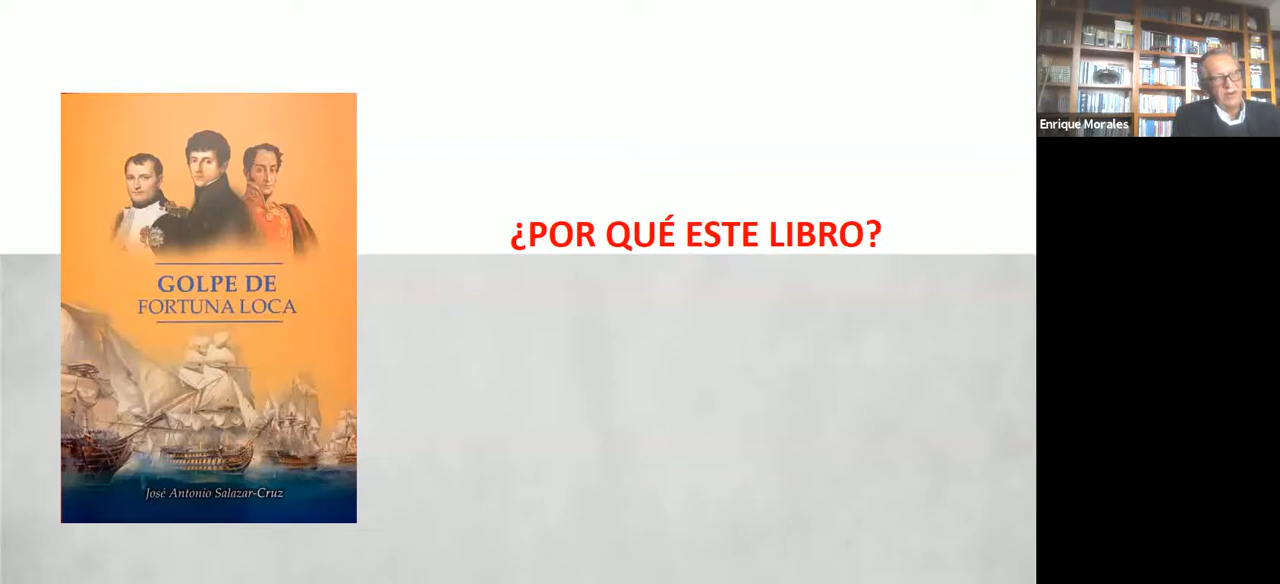 ¿POR QUÉ ESTE LIBRO?
GOLPE DE
FORTUNA LOCA
José Antonio Salazar-Cruz
Enrique Morales